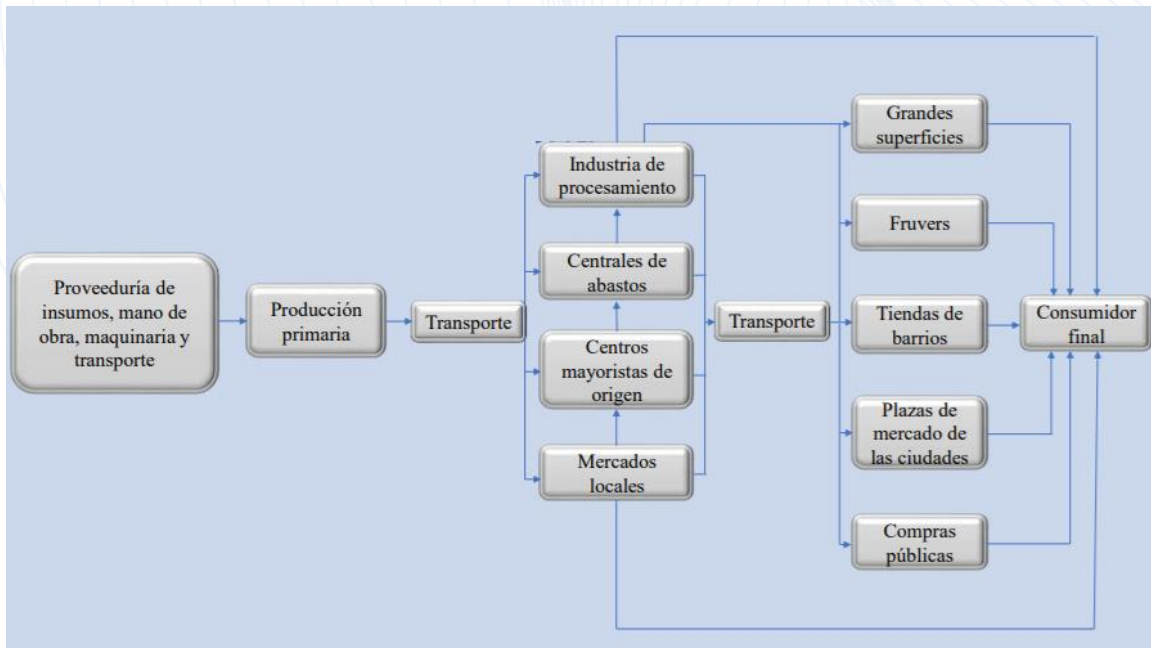 Proveeduría de
insumos, mano de
obra, maquinaria y
transporte
Producción
primaria
Transporte
Industria de
procesamiento
Centrales de
abastos
Centros
mayoristas de
origen
Mercados
locales
Transporte
Grandes
superficies
Fruvers
Tiendas de
barrios
Plazas de
mercado de
las ciudades
Compras
públicas
Consumidor
final